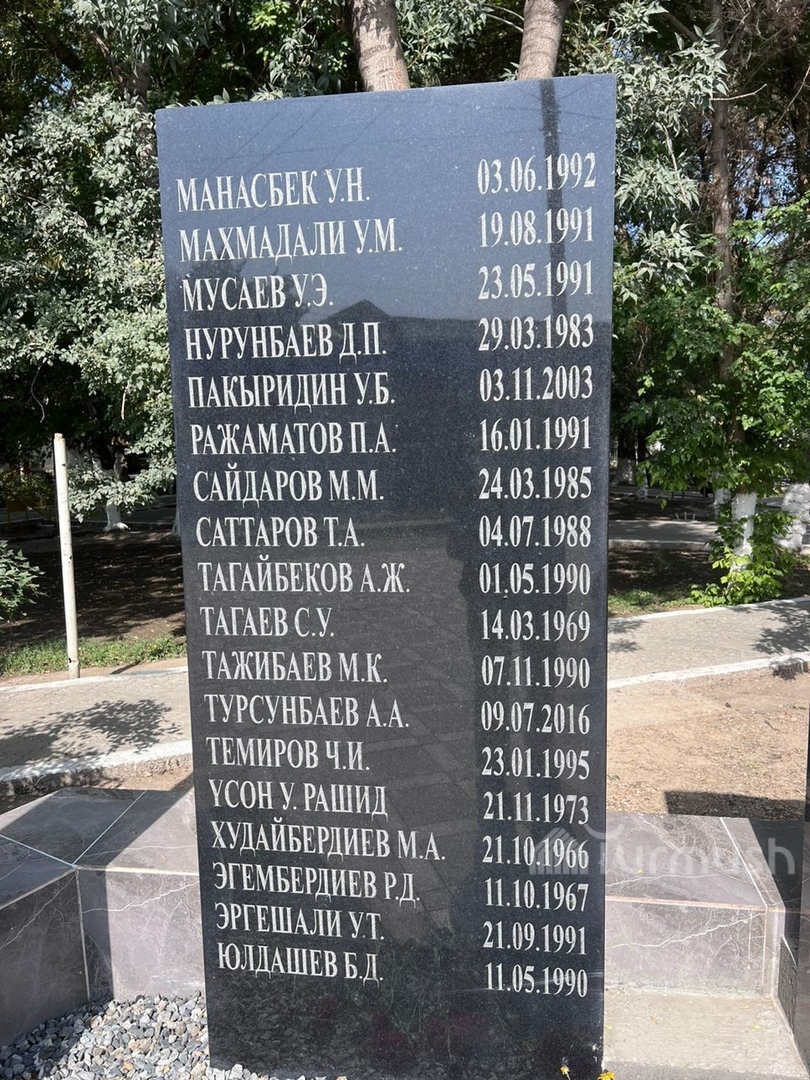 МАНАСБЕК У.Н. 03.06.1992
МАХМАДАЛИ У.М. 19.08.1991
МУСАЕВ У.Э. 23.05.1991
НУРУНБАЕВ Д.П. 29.03.1983
ПАКЫРИДИН У.Б. 03.11.2003
РАЖАМАТОВ П.А. 16.01.1991
САЙДАРОВ М.М. 24.03.1985
САТТАРОВ Т.А. 04.07.1988
ТАГАЙБЕКОВ А.Ж. 01.05.1990
ТАГАЕВ С.У. 14.03.1969
ТАЖИБАЕВ М.К. 07.11.1990
ТУРСУНБАЕВ А.А. 09.07.2016
ТЕМИРОВ Ч.И. 23.01.1995
ҮСОН У. РАШИД 21.11.1973
ХУДАЙБЕРДИЕВ М.А. 21.10.1966
ЭГЕМБЕРДИЕВ Р.Д. 11.10.1967
ЭРГЕШАЛИ У.Т. 21.09.1991
ЮЛДАШЕВ Б.Д. 11.05.1990
Turmush